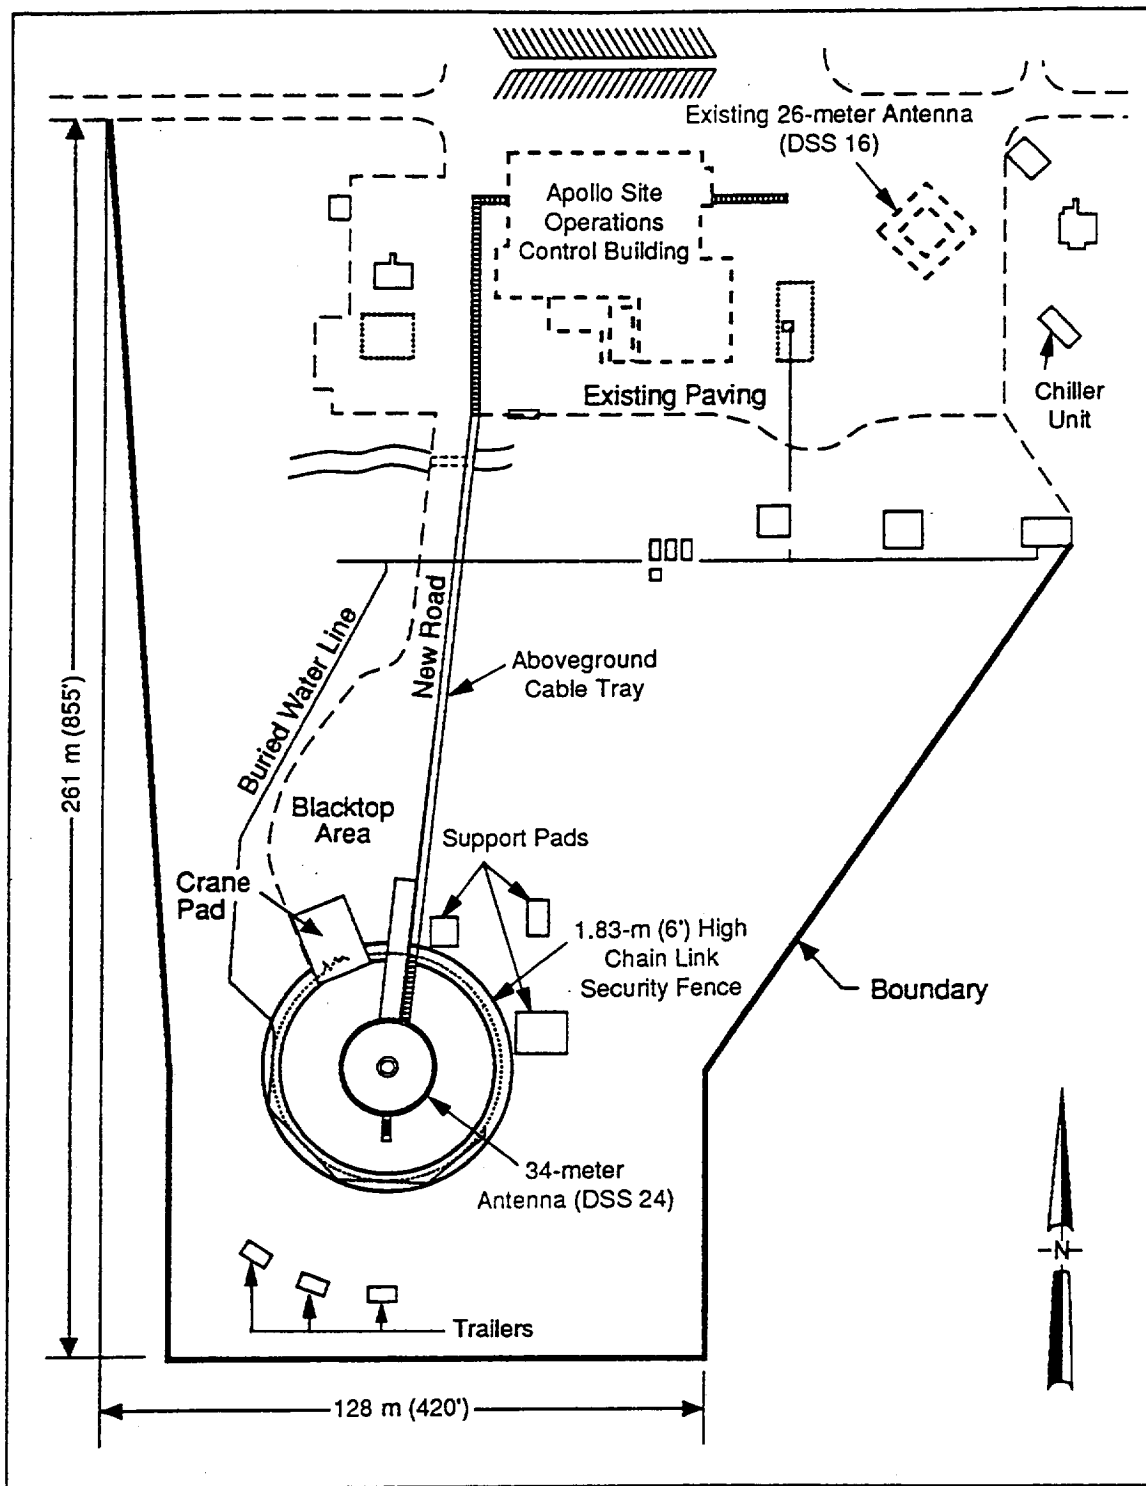 Existing 26-meter Antenna
(DSS 16)
Apollo Site
Operations
Control Building
Existing Paving
Chiller
Unit
New Road
Buried Water Line
Aboveground
Cable Tray
261 m (855')
Blacktop
Area
Support Pads
Crane
Pad
1.83-m (6') High
Chain Link
Security Fence
Boundary
34-meter
Antenna (DSS 24)
N
Trailers
128 m (420')